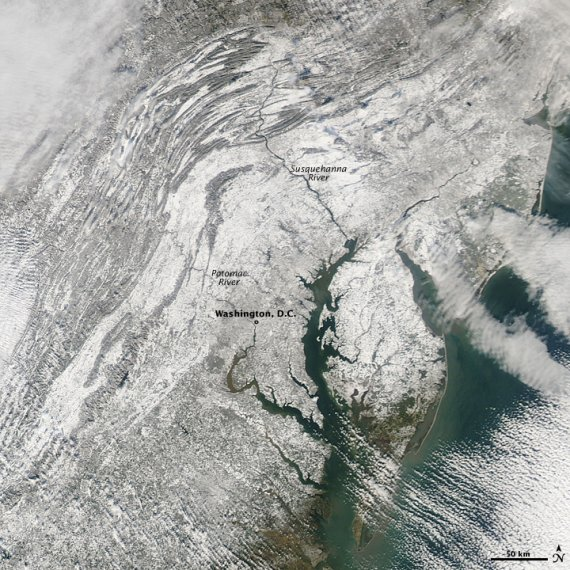 Susquehanna
River
Potomac
River
Washington, D.C.
50 km
N